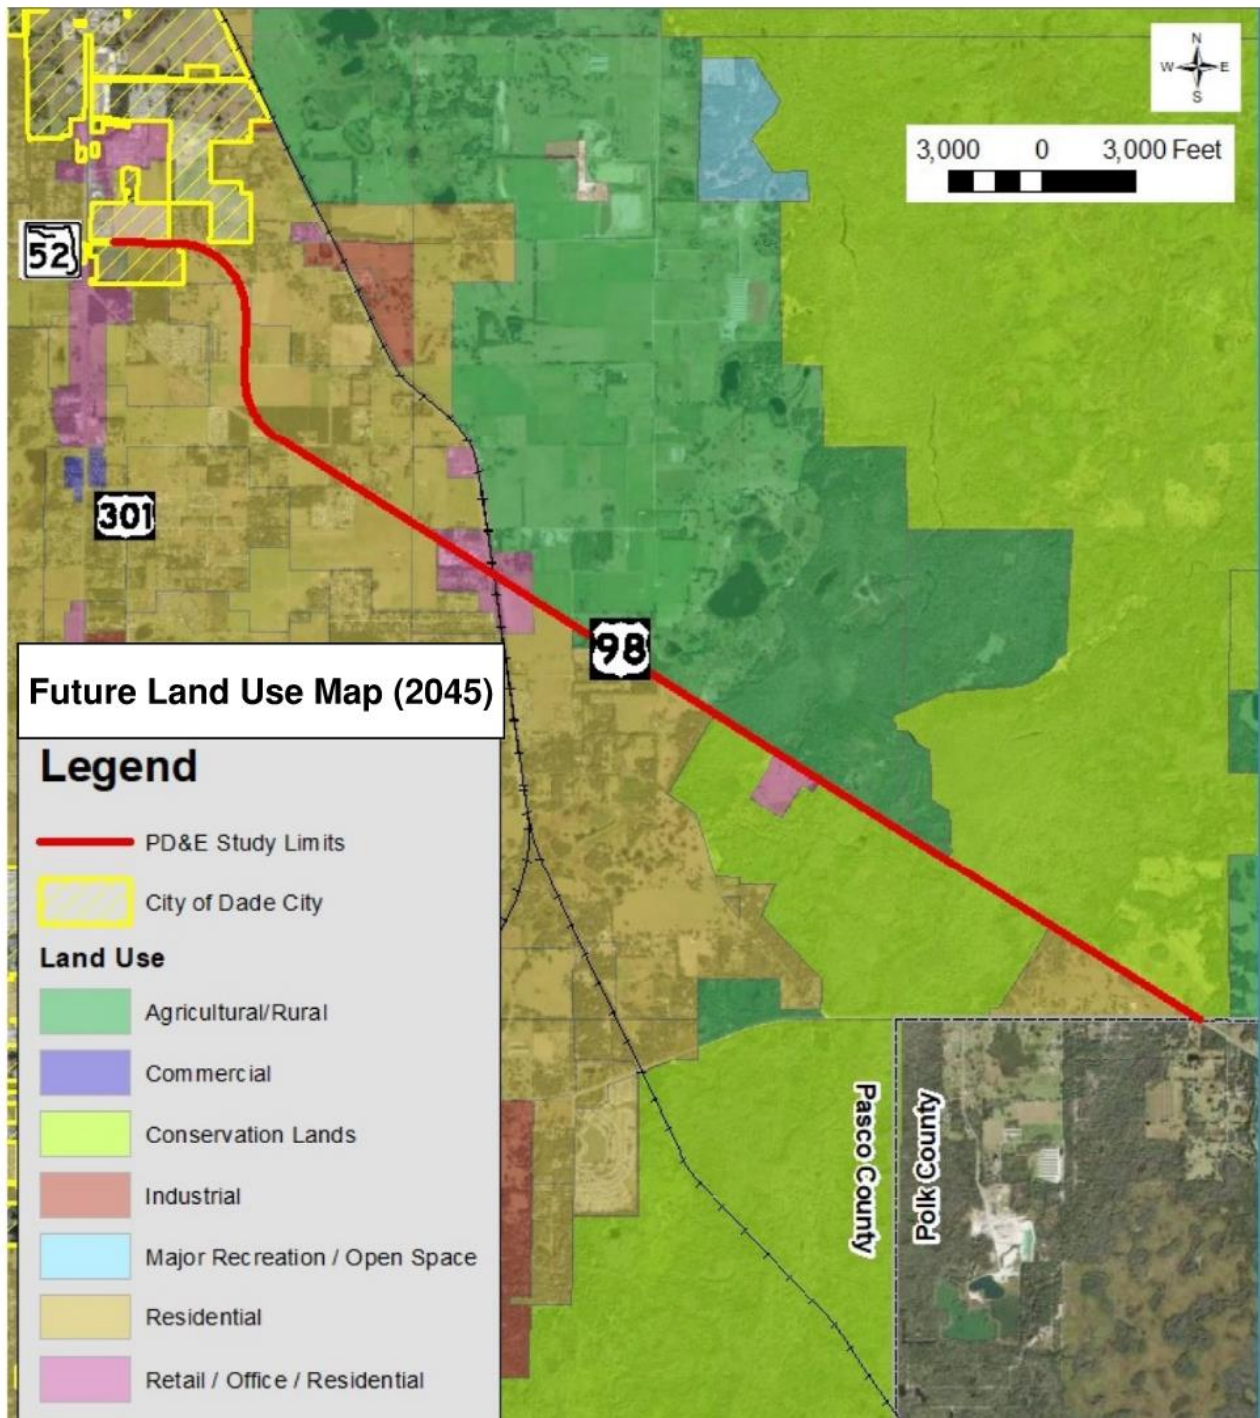 N
W E
S
3,000 0 3,000 Feet
52
301
98
Future Land Use Map (2045)
Legend
PD&E Study Limits
City of Dade City
Land Use
Agricultural/Rural
Commercial
Conservation Lands
Industrial
Major Recreation / Open Space
Residential
Retail / Office / Residential
Pasco County
Polk County